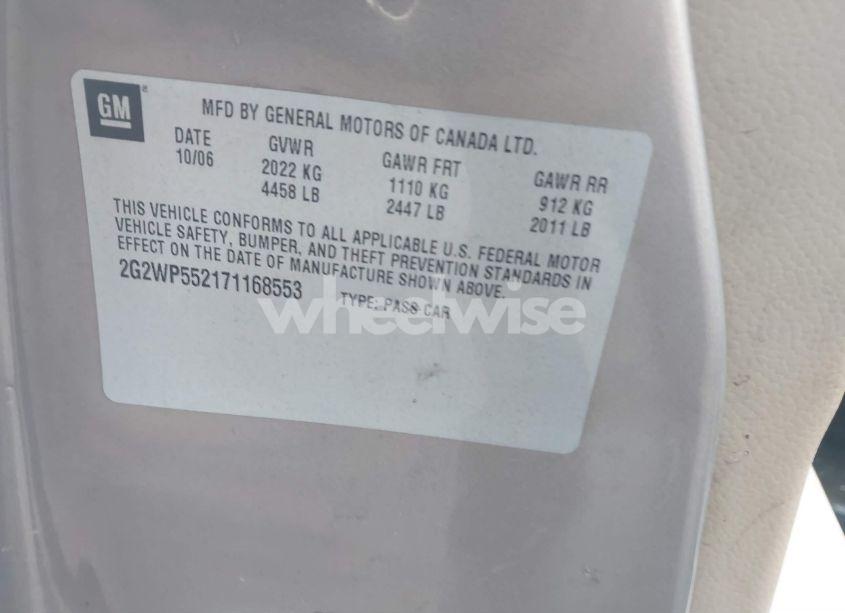 GM
MFD BY GENERAL MOTORS OF CANADA LTD.
DATE GVWR GAWR FRT GAWR RR
10/06 2022 KG 1110 KG 912 KG
4458 LB 2447 LB 2011 LB
THIS VEHICLE CONFORMS TO ALL APPLICABLE U.S. FEDERAL MOTOR
VEHICLE SAFETY, BUMPER, AND THEFT PREVENTION STANDARDS IN
EFFECT ON THE DATE OF MANUFACTURE SHOWN ABOVE.
2G2WP552171168553 TYPE: PASS CAR
wheelwise